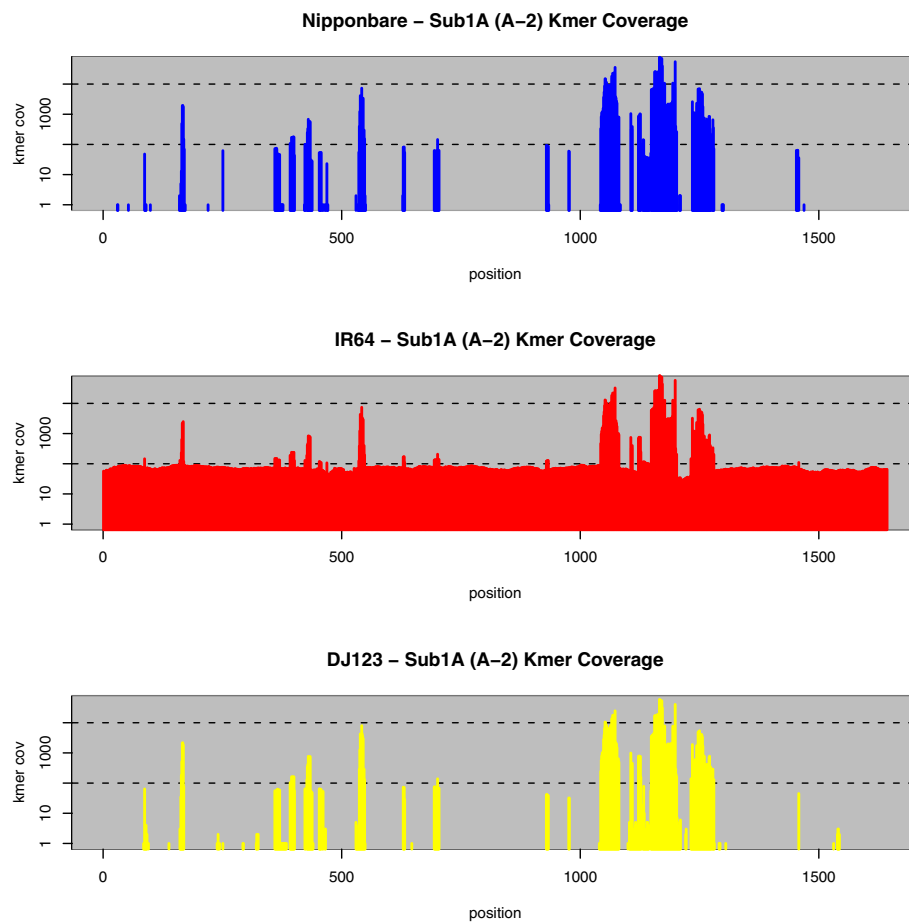 Nipponbare − Sub1A (A−2) Kmer Coverage
kmer cov
1000
10
1
0 500 1000 1500
position
IR64 − Sub1A (A−2) Kmer Coverage
kmer cov
1000
10
1
0 500 1000 1500
position
DJ123 − Sub1A (A−2) Kmer Coverage
kmer cov
1000
10
1
0 500 1000 1500
position